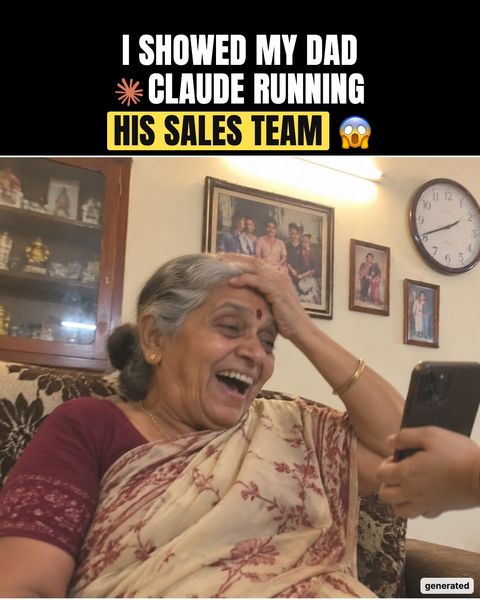 I SHOWED MY DAD
CLAUDE RUNNING
HIS SALES TEAM 😱
generated